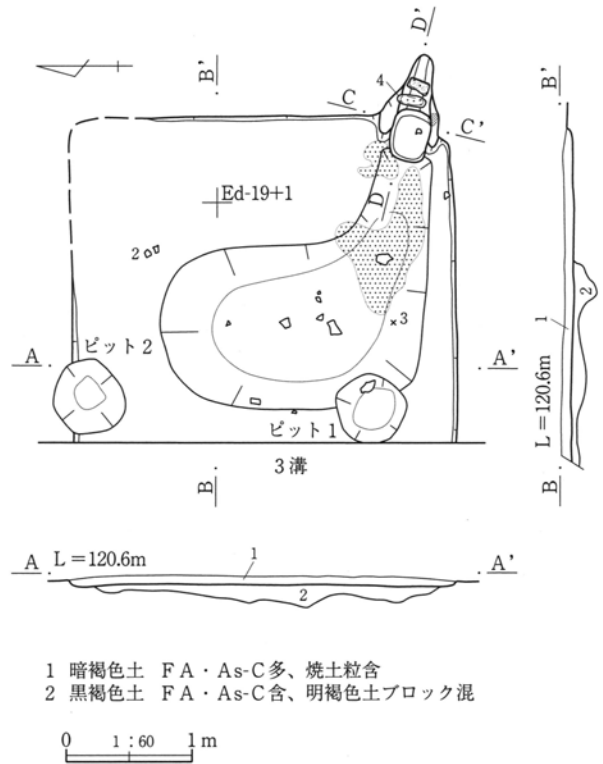 D'
B'
4
C
C'
B'
Ed-19+1
D
2
2
3
1
A
ピット2
A'
ピット1
L=120.6m
3溝
B
B
A
L=120.6m
1
A'
2
1 暗褐色土 FA・As-C多、焼土粒含
2 黒褐色土 FA・As-C含、明褐色土ブロック混
0 1:60 1m